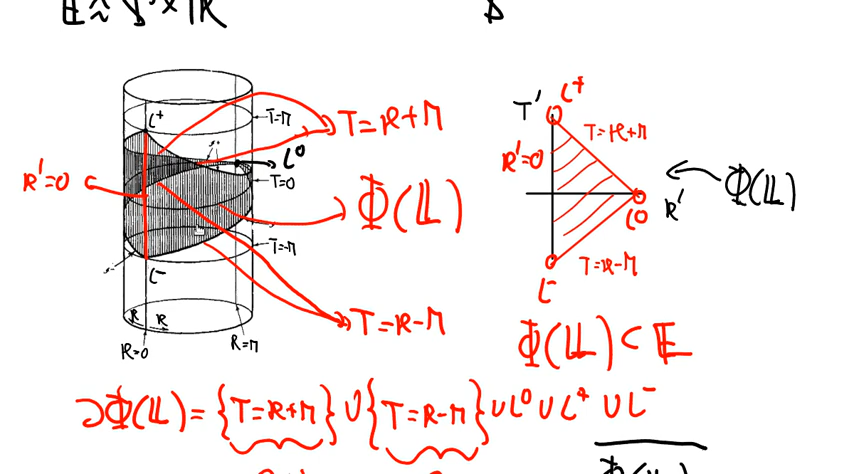 T=π
L⁺
T=R+π
L⁰
R'=0
T=0
Φ(𝕃)
T=-π
L⁻
T=R-π
R
R
R=0
R=π
T'
L⁺
T=R+π
R'=0
L⁰
R'
Φ(𝕃)
T=R-π
L⁻
Φ(𝕃) ⊂ 𝔼
∂Φ(𝕃) = {T=R+π} ∪ {T=R-π} ∪ L⁰ ∪ L⁺ ∪ L⁻